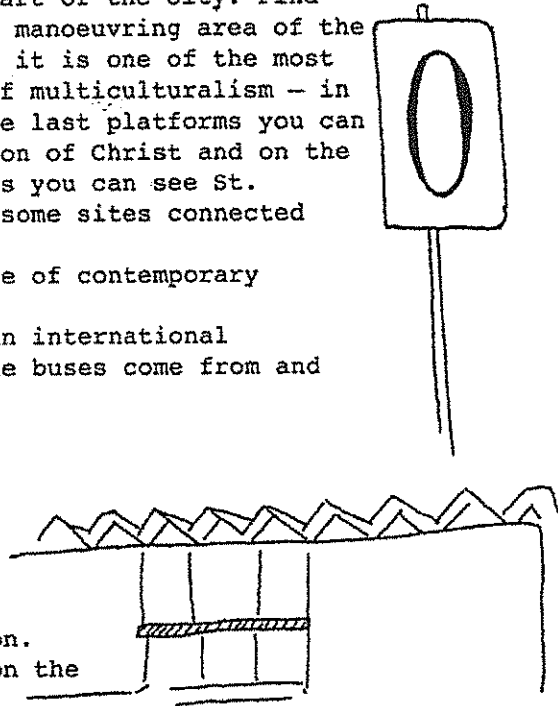 art of the city. Find
manoeuvring area of the
it is one of the most
f multiculturalism — in
e last platforms you can
on of Christ and on the
s you can see St.
some sites connected
e of contemporary
n international
e buses come from and
0
on.
on the